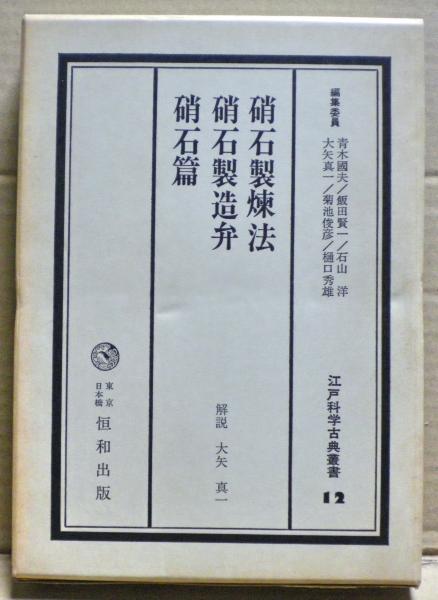 編集委員
青木國夫／飯田賢一／石山 洋
大矢真一／菊池俊彦／樋口秀雄
江戸科学古典叢書
12
硝石製煉法
硝石製造弁
硝石篇
解説 大矢 真一
東京
日本橋
恒和出版